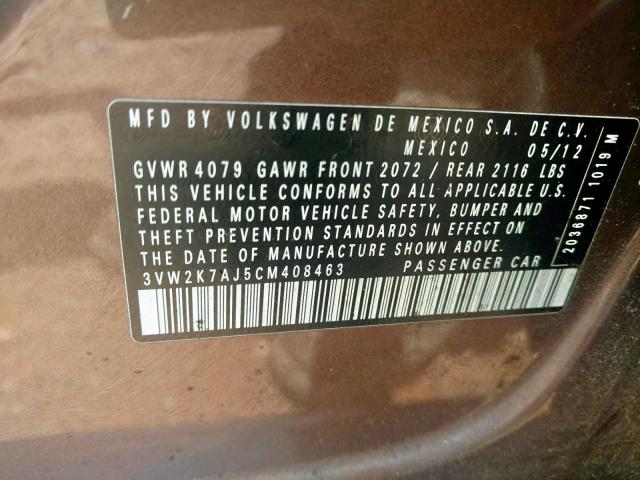 MFD BY VOLKSWAGEN DE MEXICO S.A. DE C.V.
MEXICO 05/12
GVWR 4079 GAWR FRONT 2072 / REAR 2116 LBS
THIS VEHICLE CONFORMS TO ALL APPLICABLE U.S.
FEDERAL MOTOR VEHICLE SAFETY, BUMPER AND
THEFT PREVENTION STANDARDS IN EFFECT ON
THE DATE OF MANUFACTURE SHOWN ABOVE.
3VW2K7AJ5CM408463 PASSENGER CAR
2036871 1019 M